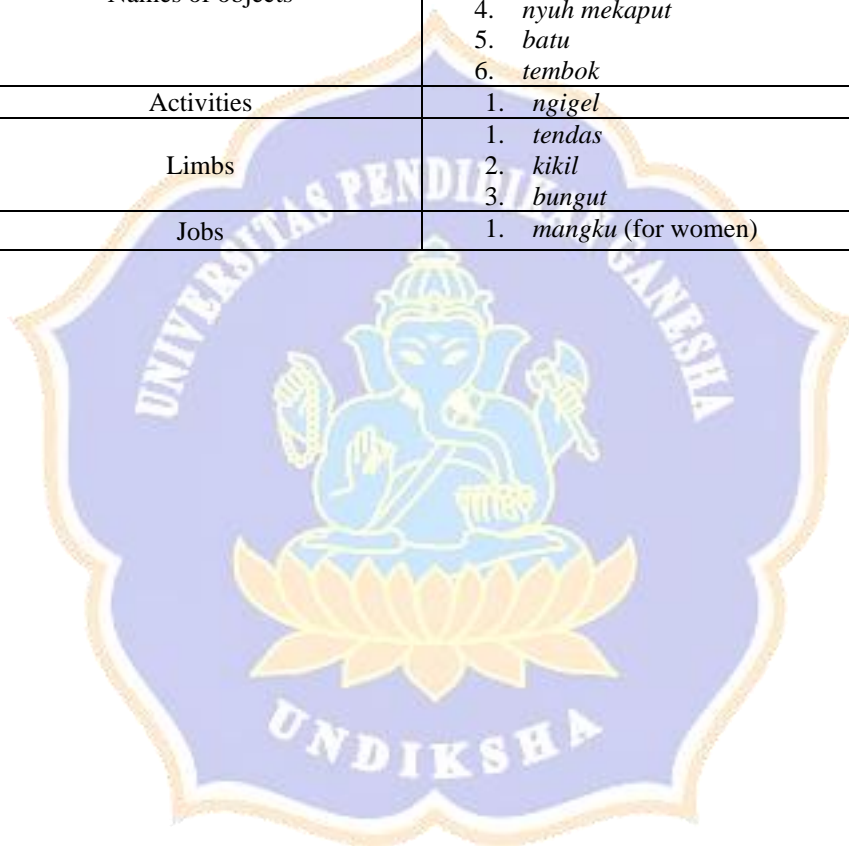 Names of objects
4. nyuh mekaput
5. batu
6. tembok
Activities
1. ngigel
Limbs
1. tendas
2. kikil
3. bungut
Jobs
1. mangku (for women)
UNIVERSITAS PENDIDIKAN GANESHA
UNDIKSHA